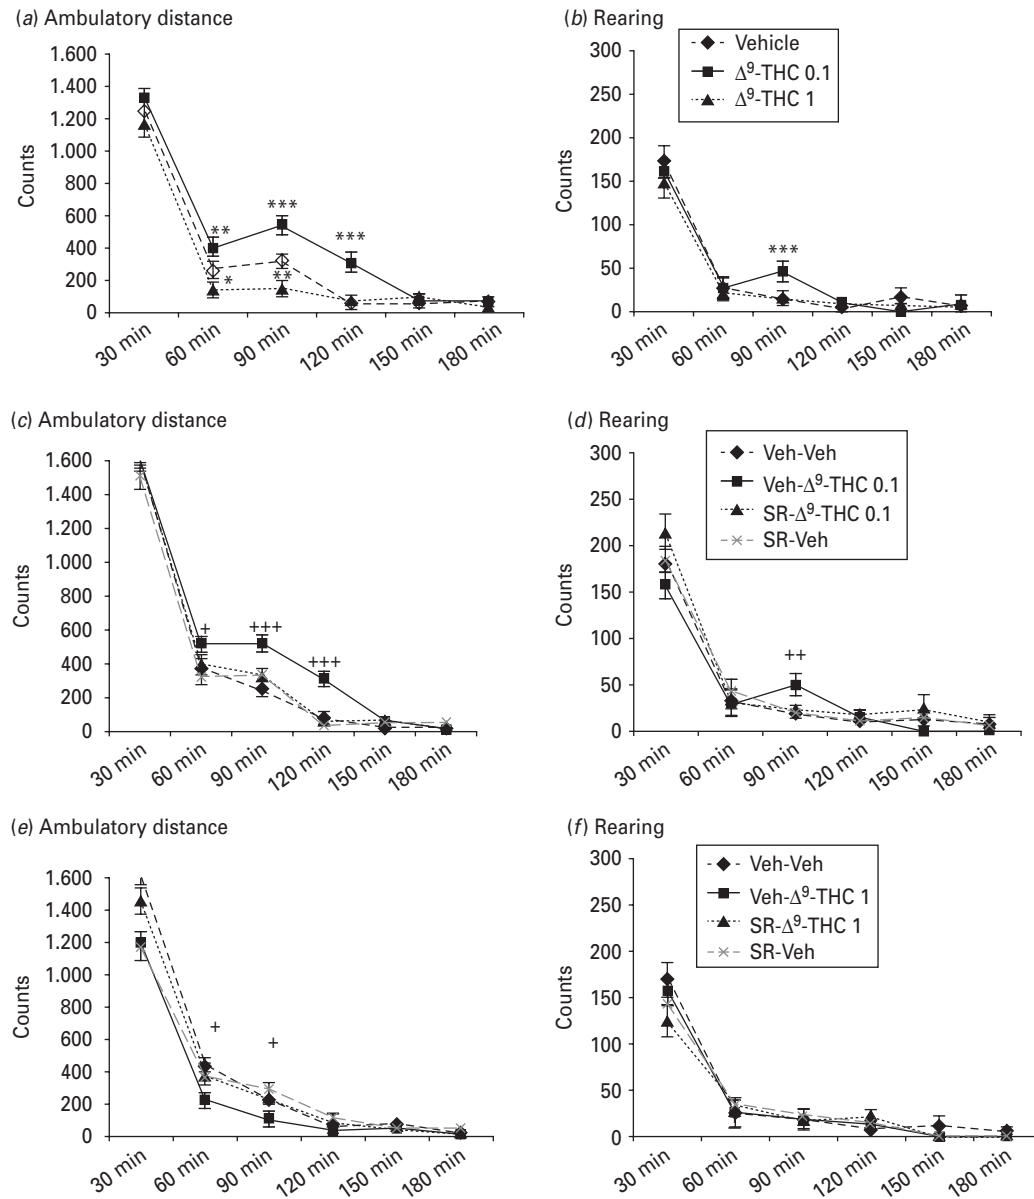 (a) Ambulatory distance
1.600
1.400
1.200
1.000
800
600
400
200
0
Counts
**
***
***
*
**
30 min
60 min
90 min
120 min
150 min
180 min
(b) Rearing
Vehicle
Δ⁹-THC 0.1
Δ⁹-THC 1
300
250
200
150
100
50
0
Counts
***
30 min
60 min
90 min
120 min
150 min
180 min
(c) Ambulatory distance
1.600
1.400
1.200
1.000
800
600
400
200
0
Counts
+
+++
+++
30 min
60 min
90 min
120 min
150 min
180 min
(d) Rearing
Veh-Veh
Veh-Δ⁹-THC 0.1
SR-Δ⁹-THC 0.1
SR-Veh
300
250
200
150
100
50
0
Counts
++
30 min
60 min
90 min
120 min
150 min
180 min
(e) Ambulatory distance
1.600
1.400
1.200
1.000
800
600
400
200
0
Counts
+
+
30 min
60 min
90 min
120 min
150 min
180 min
(f) Rearing
Veh-Veh
Veh-Δ⁹-THC 1
SR-Δ⁹-THC 1
SR-Veh
300
250
200
150
100
50
0
Counts
30 min
60 min
90 min
120 min
150 min
180 min